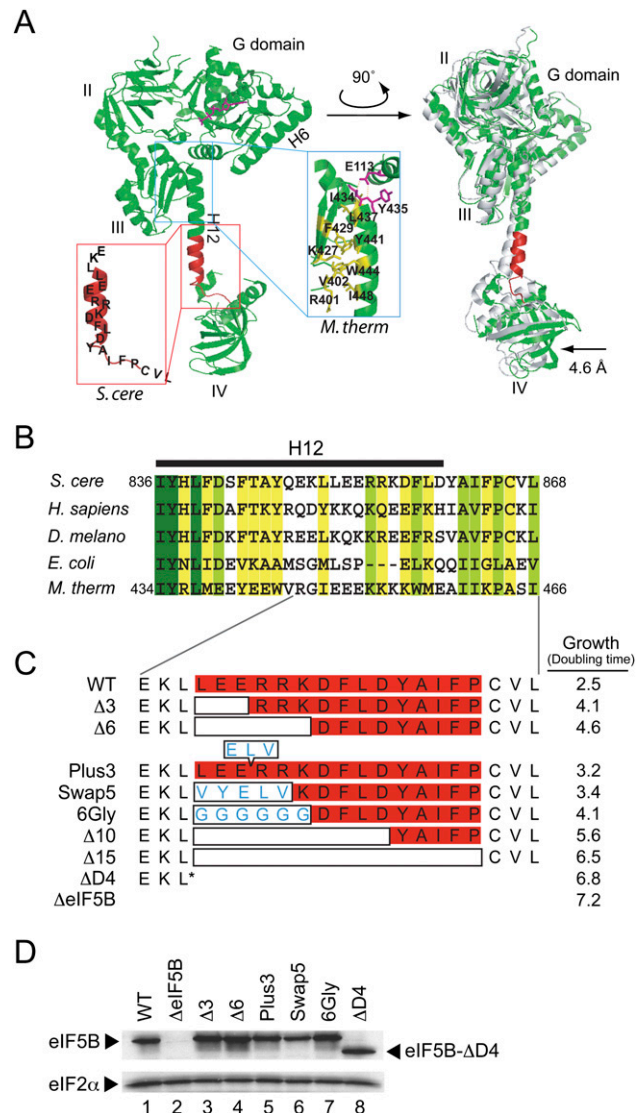 A
II
G domain
H6
90°
II
G domain
III
H12
E113
I434
Y435
L437
F429
Y441
K427
W444
V402
I448
R401
M.therm
S.cere
IV
III
4.6 Å
IV
B
H12
S. cere 836 IYHLFDSFTAYQEKLLEERRKDFLDYAIFPCVL 868
H. sapiens IYHLFDAFTKYRQDYKKQKQEEFKHIAVFPCKI
D. melano IYHLFDKFTAYREELKQKKREEFRSVAVFPCKL
E. coli IYNLIDEVKAAMSGMLSP---ELKQQIIGLAEV
M. therm 434 IYRLMEEYEEWVRGIEEEKKKKWMEAIIKPASI 466
C
Growth
(Doubling time)
WT E K L L E E R R K D F L D Y A I F P C V L 2.5
Δ3 E K L R R K D F L D Y A I F P C V L 4.1
Δ6 E K L D F L D Y A I F P C V L 4.6
E L V
Plus3 E K L L E E R R K D F L D Y A I F P C V L 3.2
Swap5 E K L V Y E L V K D F L D Y A I F P C V L 3.4
6Gly E K L G G G G G G D F L D Y A I F P C V L 4.1
Δ10 E K L Y A I F P C V L 5.6
Δ15 E K L C V L 6.5
ΔD4 E K L* 6.8
ΔeIF5B 7.2
D
WT ΔeIF5B Δ3 Δ6 Plus3 Swap5 6Gly ΔD4
eIF5B
eIF5B-ΔD4
eIF2α
1 2 3 4 5 6 7 8